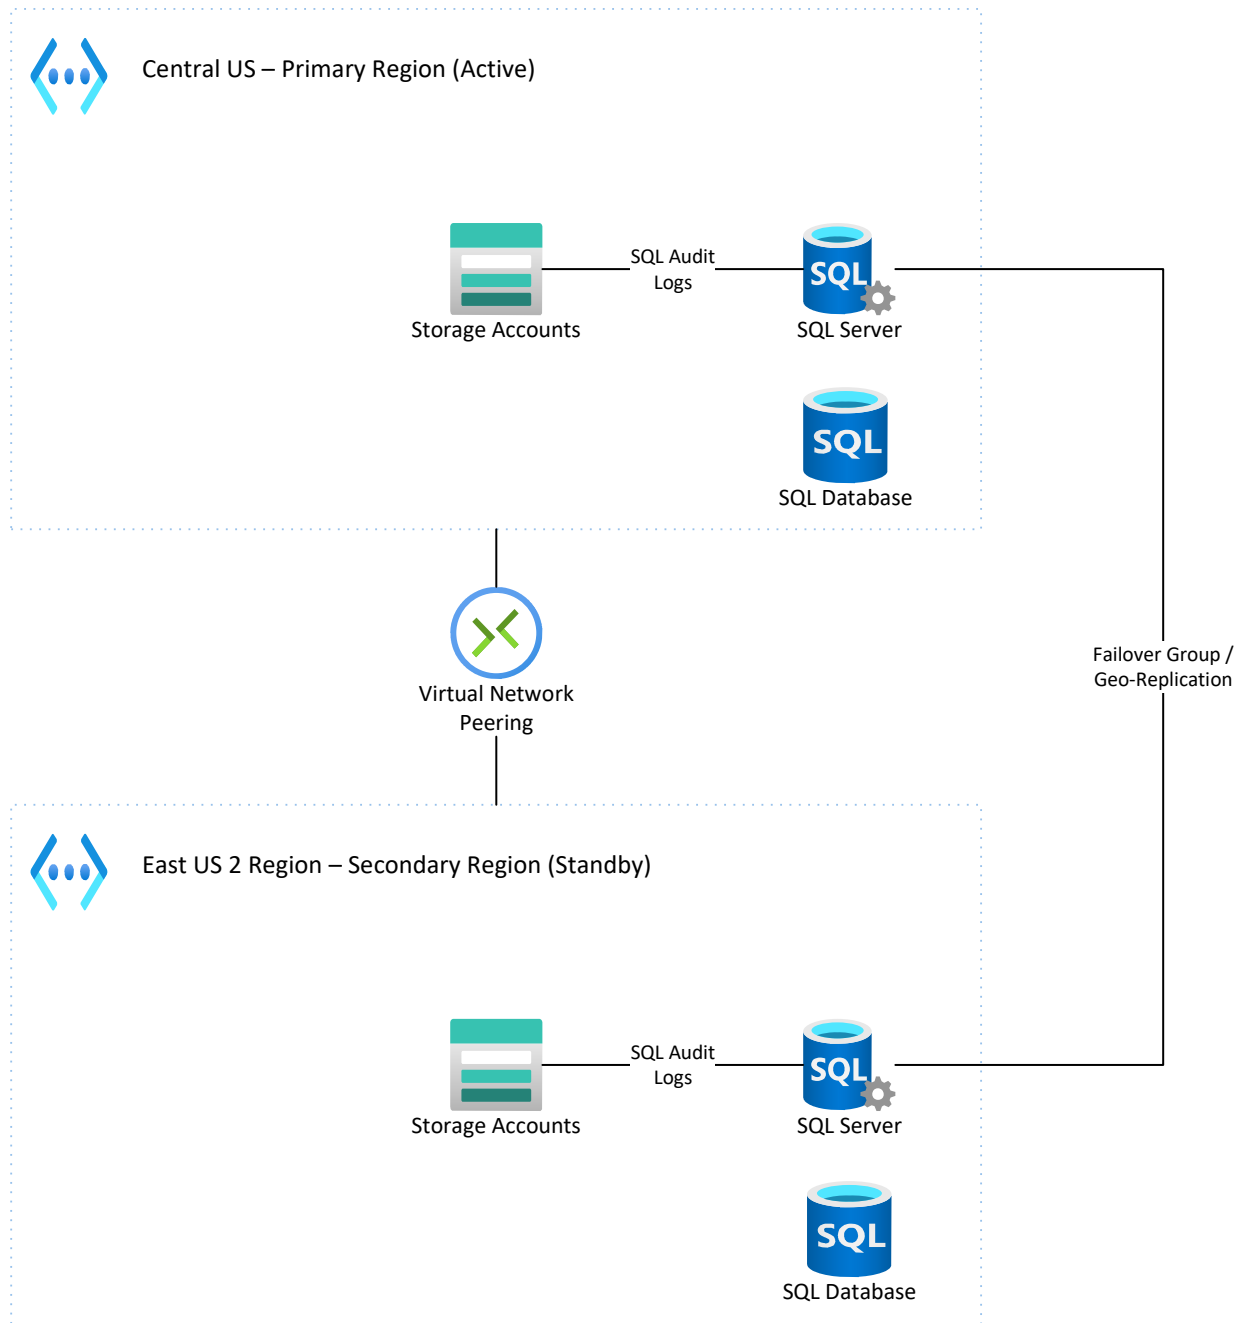 Central US – Primary Region (Active)
SQL Audit
Logs
Storage Accounts
SQL
SQL Server
SQL
SQL Database
Virtual Network
Peering
Failover Group /
Geo-Replication
East US 2 Region – Secondary Region (Standby)
SQL Audit
Logs
Storage Accounts
SQL
SQL Server
SQL
SQL Database